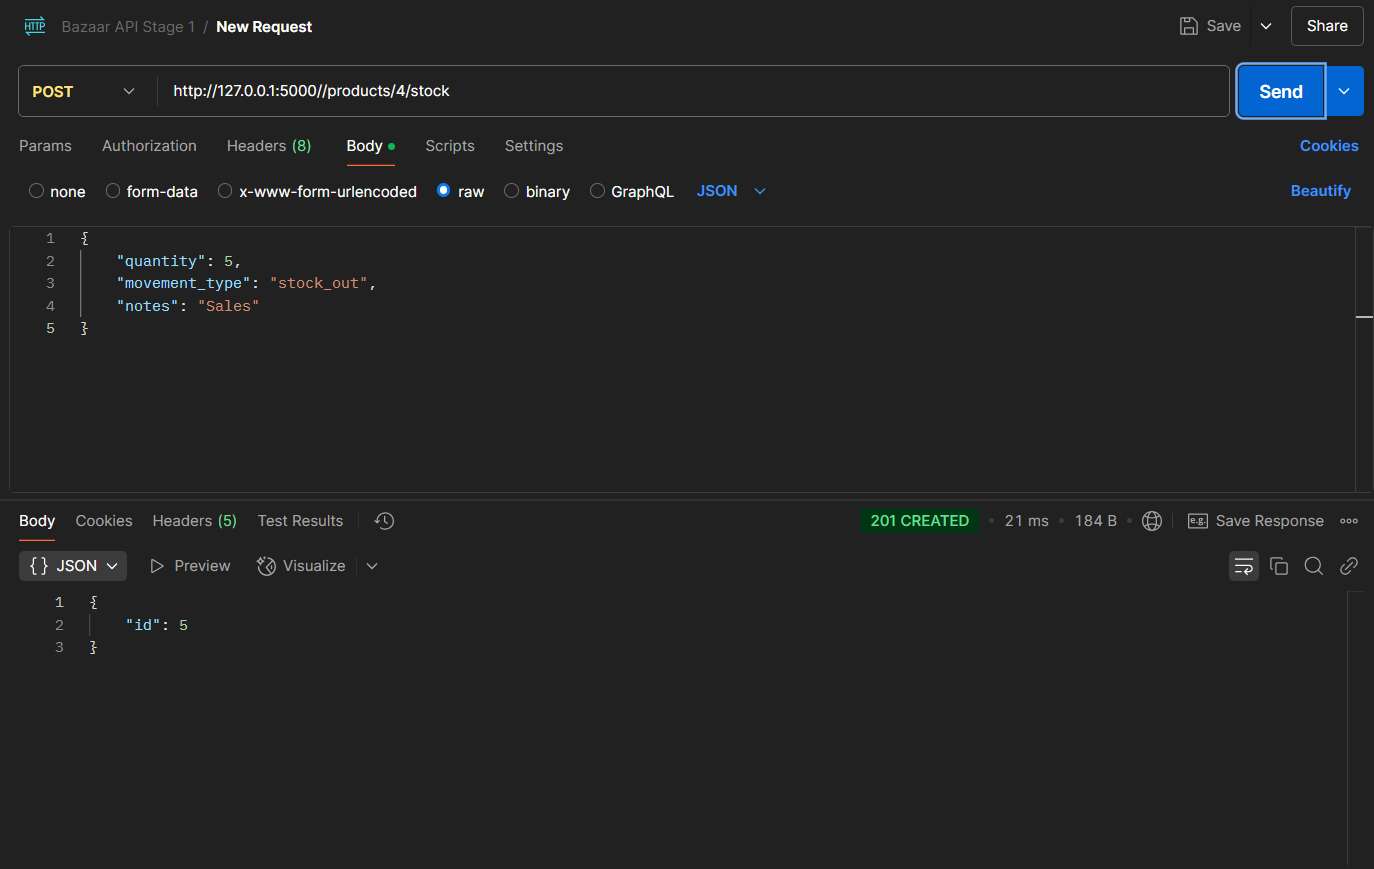 HTTP Bazaar API Stage 1 / New Request Save Share
POST http://127.0.0.1:5000//products/4/stock Send
Params Authorization Headers (8) Body Scripts Settings Cookies
none form-data x-www-form-urlencoded raw binary GraphQL JSON Beautify
1 {
2 "quantity": 5,
3 "movement_type": "stock_out",
4 "notes": "Sales"
5 }
Body Cookies Headers (5) Test Results 201 CREATED • 21 ms • 184 B • e.g. Save Response
{} JSON Preview Visualize
1 {
2 "id": 5
3 }